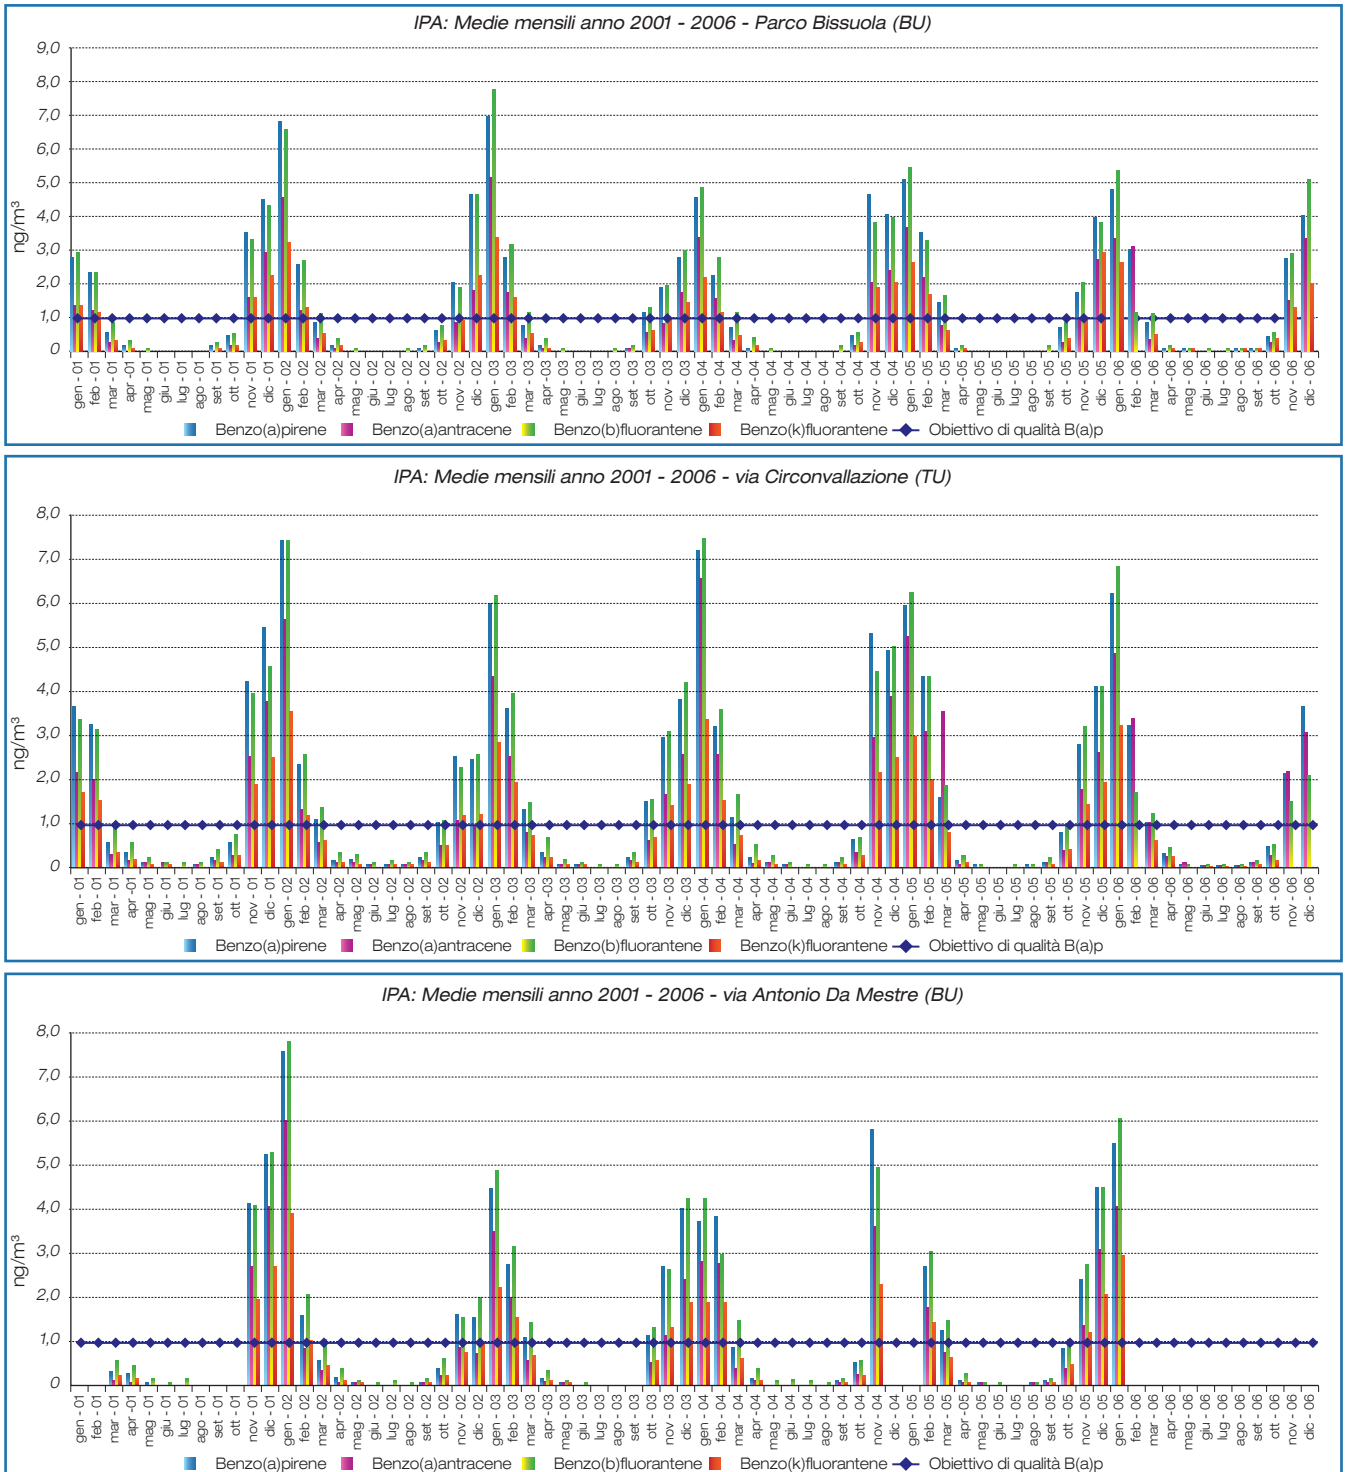 IPA: Medie mensili anno 2001 - 2006 - Parco Bissuola (BU)
9,0
8,0
7,0
6,0
5,0
4,0
3,0
2,0
1,0
0
ng/m³
gen - 01 feb - 01 mar - 01 apr -01 mag - 01 giu - 01 lug - 01 ago - 01 set - 01 ott - 01 nov - 01 dic - 01 gen - 02 feb - 02 mar - 02 apr-02 mag - 02 giu - 02 lug - 02 ago - 02 set - 02 ott - 02 nov - 02 dic - 02 gen - 03 feb - 03 mar - 03 apr-03 mag - 03 giu - 03 lug - 03 ago - 03 set - 03 ott - 03 nov - 03 dic - 03 gen - 04 feb - 04 mar - 04 apr-04 mag - 04 giu - 04 lug - 04 ago - 04 set - 04 ott - 04 nov - 04 dic - 04 gen - 05 feb - 05 mar - 05 apr-05 mag - 05 giu - 05 lug - 05 ago - 05 set - 05 ott - 05 nov - 05 dic - 05 gen - 06 feb - 06 mar - 06 apr-06 mag - 06 giu - 06 lug - 06 ago - 06 set - 06 ott - 06 nov - 06 dic - 06
Benzo(a)pirene Benzo(a)antracene Benzo(b)fluorantene Benzo(k)fluorantene Obiettivo di qualità B(a)p
IPA: Medie mensili anno 2001 - 2006 - via Circonvallazione (TU)
8,0
7,0
6,0
5,0
4,0
3,0
2,0
1,0
0
ng/m³
gen - 01 feb - 01 mar - 01 apr -01 mag - 01 giu - 01 lug - 01 ago - 01 set - 01 ott - 01 nov - 01 dic - 01 gen - 02 feb - 02 mar - 02 apr-02 mag - 02 giu - 02 lug - 02 ago - 02 set - 02 ott - 02 nov - 02 dic - 02 gen - 03 feb - 03 mar - 03 apr-03 mag - 03 giu - 03 lug - 03 ago - 03 set - 03 ott - 03 nov - 03 dic - 03 gen - 04 feb - 04 mar - 04 apr-04 mag - 04 giu - 04 lug - 04 ago - 04 set - 04 ott - 04 nov - 04 dic - 04 gen - 05 feb - 05 mar - 05 apr-05 mag - 05 giu - 05 lug - 05 ago - 05 set - 05 ott - 05 nov - 05 dic - 05 gen - 06 feb - 06 mar - 06 apr-06 mag - 06 giu - 06 lug - 06 ago - 06 set - 06 ott - 06 nov - 06 dic - 06
Benzo(a)pirene Benzo(a)antracene Benzo(b)fluorantene Benzo(k)fluorantene Obiettivo di qualità B(a)p
IPA: Medie mensili anno 2001 - 2006 - via Antonio Da Mestre (BU)
8,0
7,0
6,0
5,0
4,0
3,0
2,0
1,0
0
ng/m³
gen - 01 feb - 01 mar - 01 apr -01 mag - 01 giu - 01 lug - 01 ago - 01 set - 01 ott - 01 nov - 01 dic - 01 gen - 02 feb - 02 mar - 02 apr-02 mag - 02 giu - 02 lug - 02 ago - 02 set - 02 ott - 02 nov - 02 dic - 02 gen - 03 feb - 03 mar - 03 apr-03 mag - 03 giu - 03 lug - 03 ago - 03 set - 03 ott - 03 nov - 03 dic - 03 gen - 04 feb - 04 mar - 04 apr-04 mag - 04 giu - 04 lug - 04 ago - 04 set - 04 ott - 04 nov - 04 dic - 04 gen - 05 feb - 05 mar - 05 apr-05 mag - 05 giu - 05 lug - 05 ago - 05 set - 05 ott - 05 nov - 05 dic - 05 gen - 06 feb - 06 mar - 06 apr-06 mag - 06 giu - 06 lug - 06 ago - 06 set - 06 ott - 06 nov - 06 dic - 06
Benzo(a)pirene Benzo(a)antracene Benzo(b)fluorantene Benzo(k)fluorantene Obiettivo di qualità B(a)p